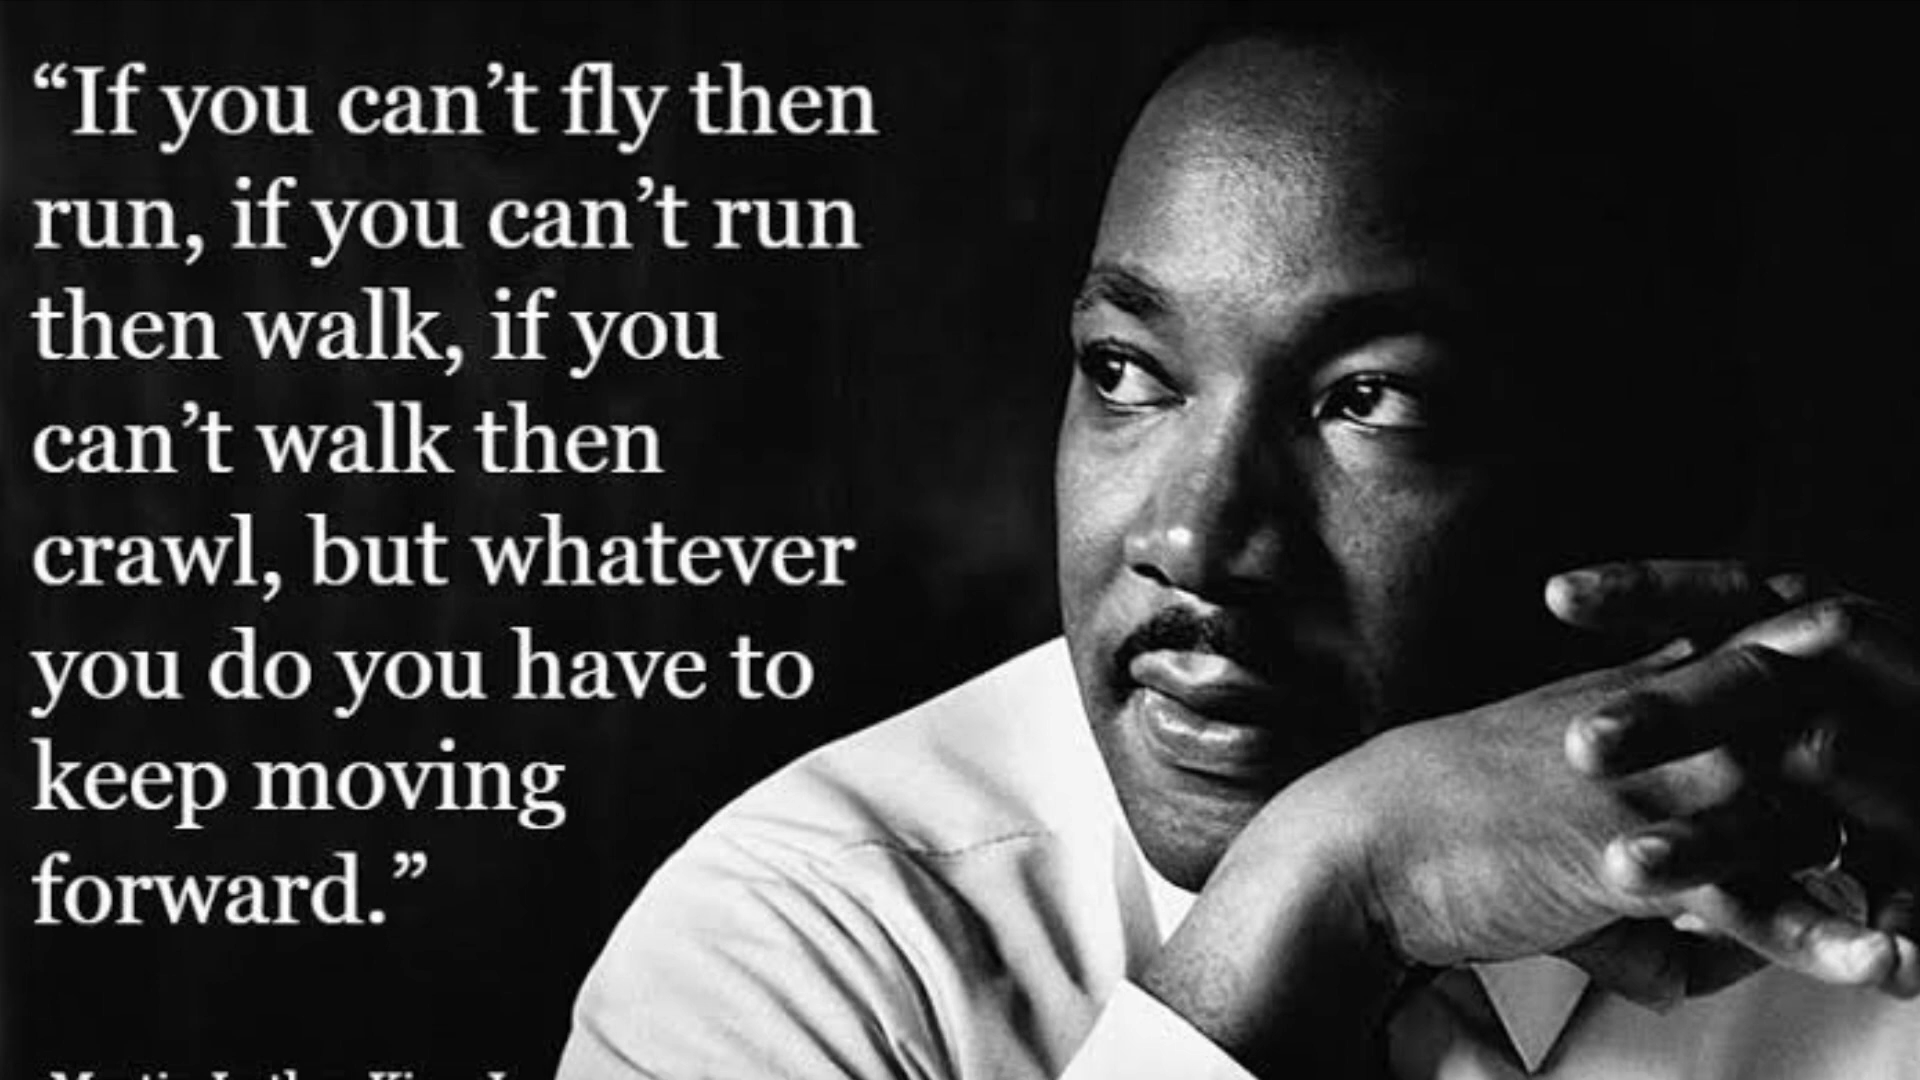 “If you can’t fly then
run, if you can’t run
then walk, if you
can’t walk then
crawl, but whatever
you do you have to
keep moving
forward.”